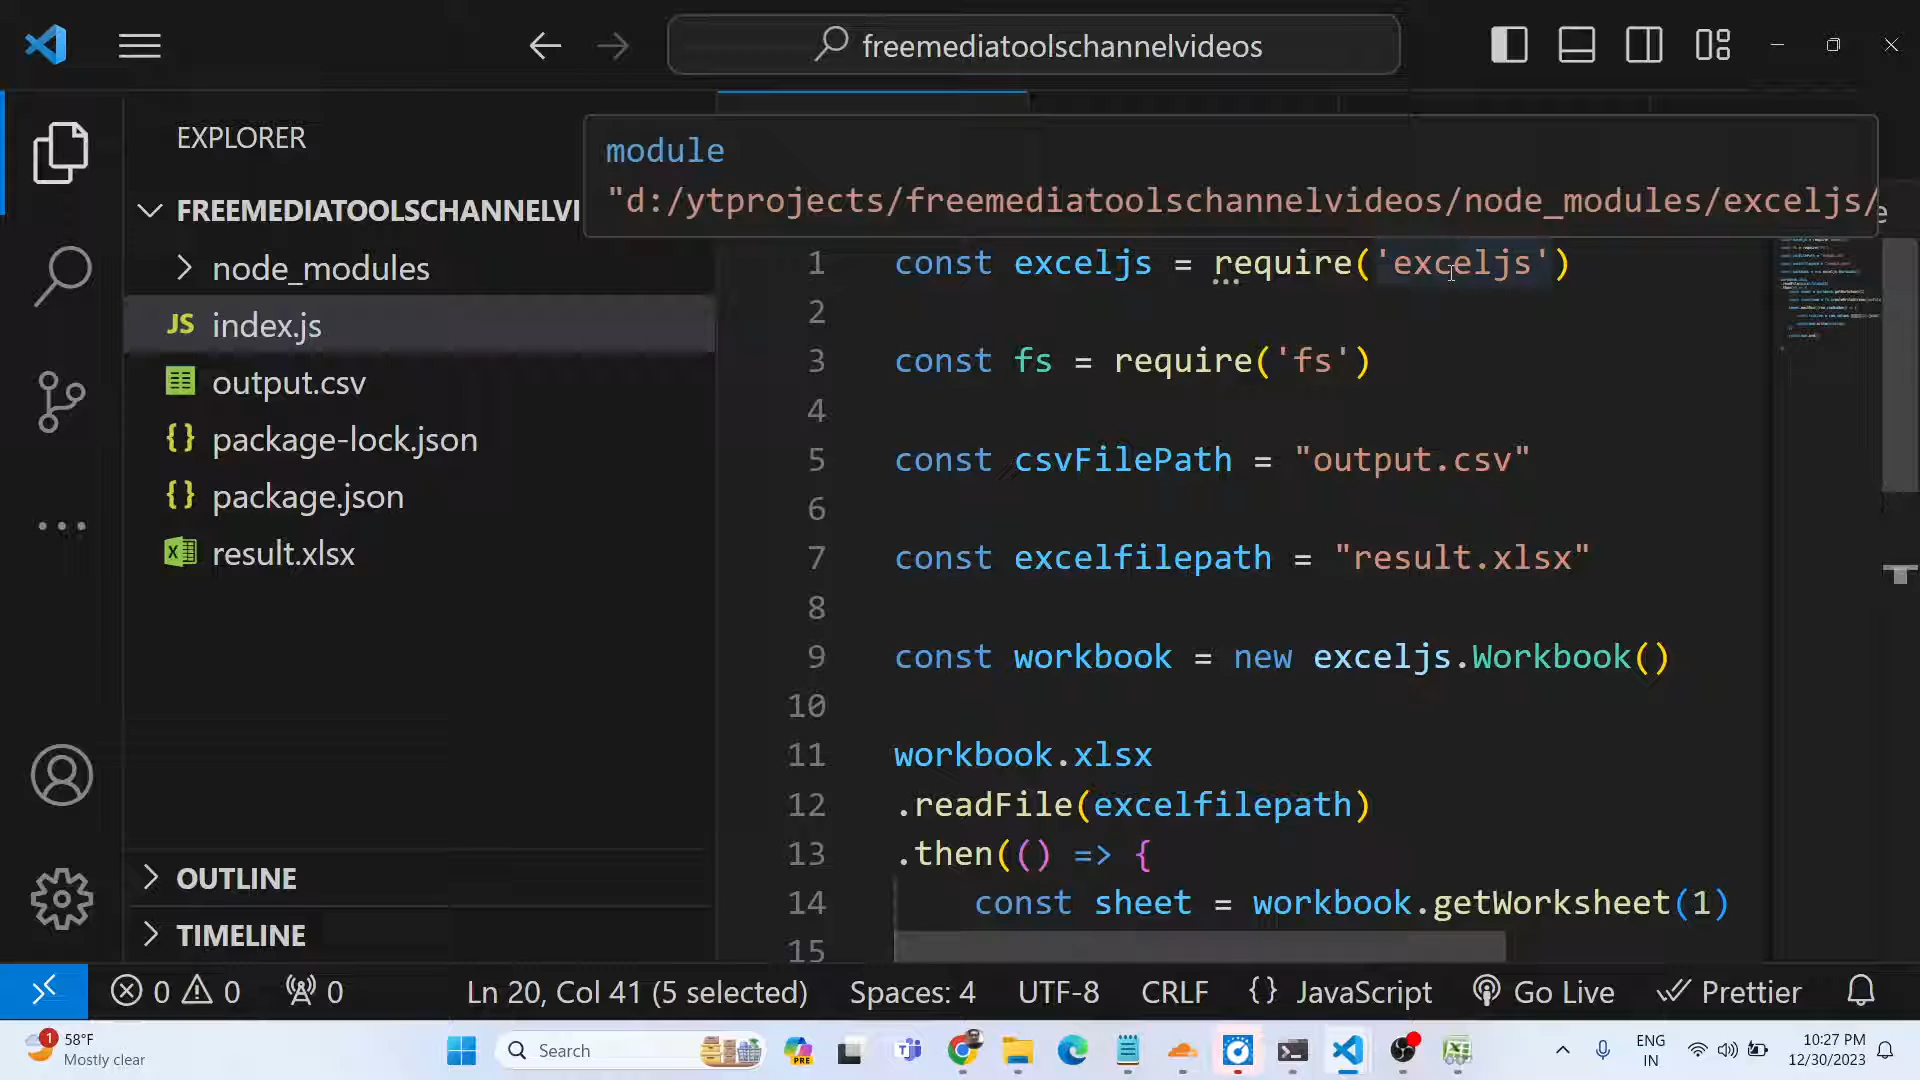 freemediatoolschannelvideos
EXPLORER
FREEMEDIATOOLSCHANNELVI
node_modules
JS index.js
output.csv
{} package-lock.json
{} package.json
result.xlsx
OUTLINE
TIMELINE
module
"d:/ytprojects/freemediatoolschannelvideos/node_modules/exceljs/
1 const exceljs = require('exceljs')
2
3 const fs = require('fs')
4
5 const csvFilePath = "output.csv"
6
7 const excelfilepath = "result.xlsx"
8
9 const workbook = new exceljs.Workbook()
10
11 workbook.xlsx
12 .readFile(excelfilepath)
13 .then(() => {
14 const sheet = workbook.getWorksheet(1)
15
0 0 0 Ln 20, Col 41 (5 selected) Spaces: 4 UTF-8 CRLF {} JavaScript Go Live Prettier
1 58°F
Mostly clear
Search
PRE
ENG
IN
10:27 PM
12/30/2023